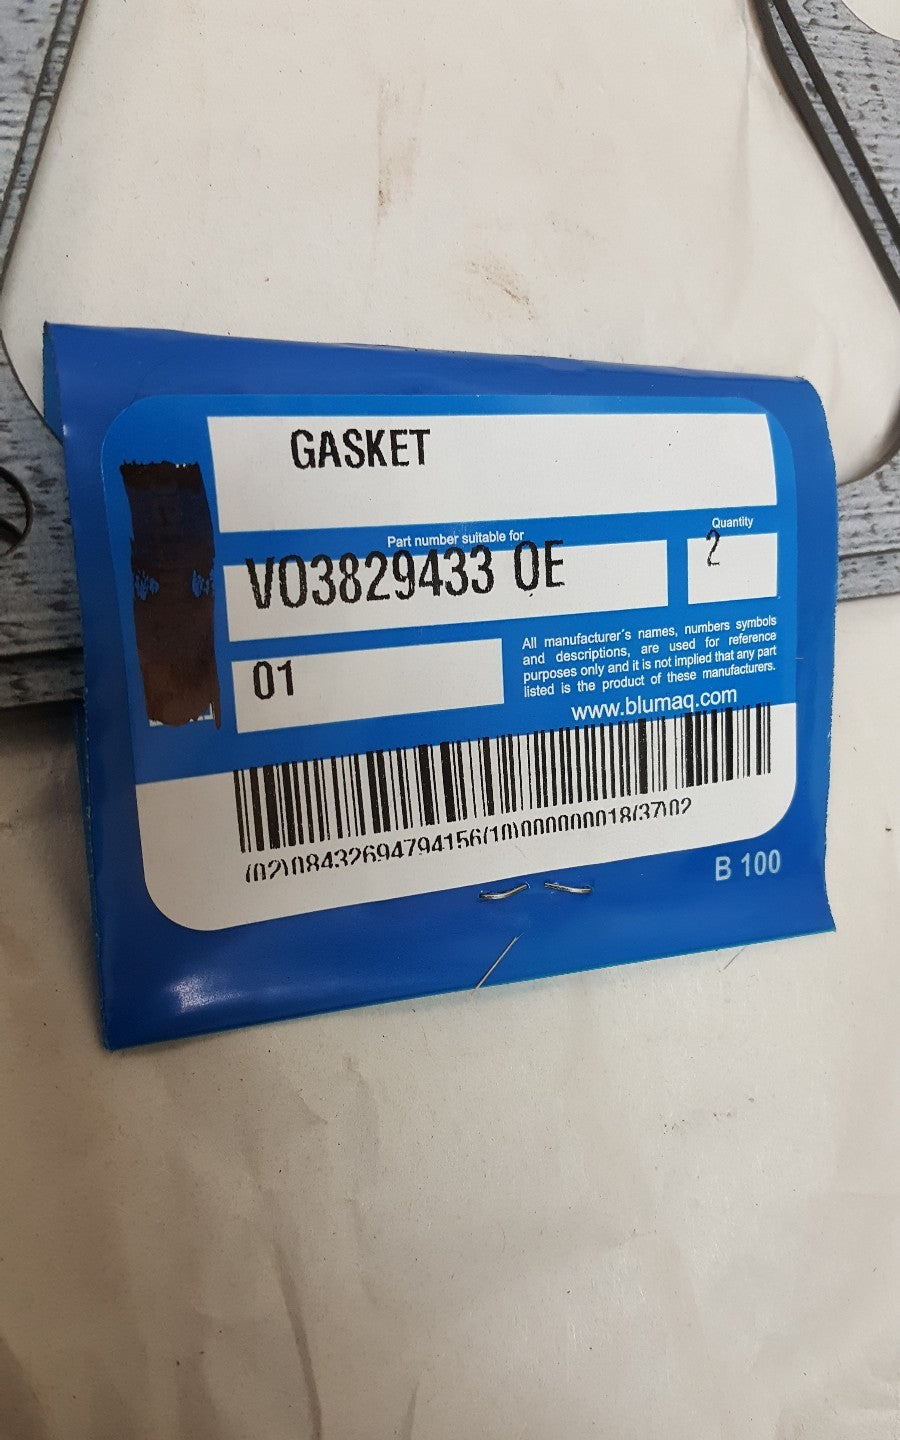 GASKET
Part number suitable for
Quantity
VO3829433 OE
2
01
All manufacturer´s names, numbers symbols
and descriptions, are used for reference
purposes only and it is not implied that any part
listed is the product of these manufacturers.
www.blumaq.com
(02)08432694794156(10)000000018(37)02
B 100